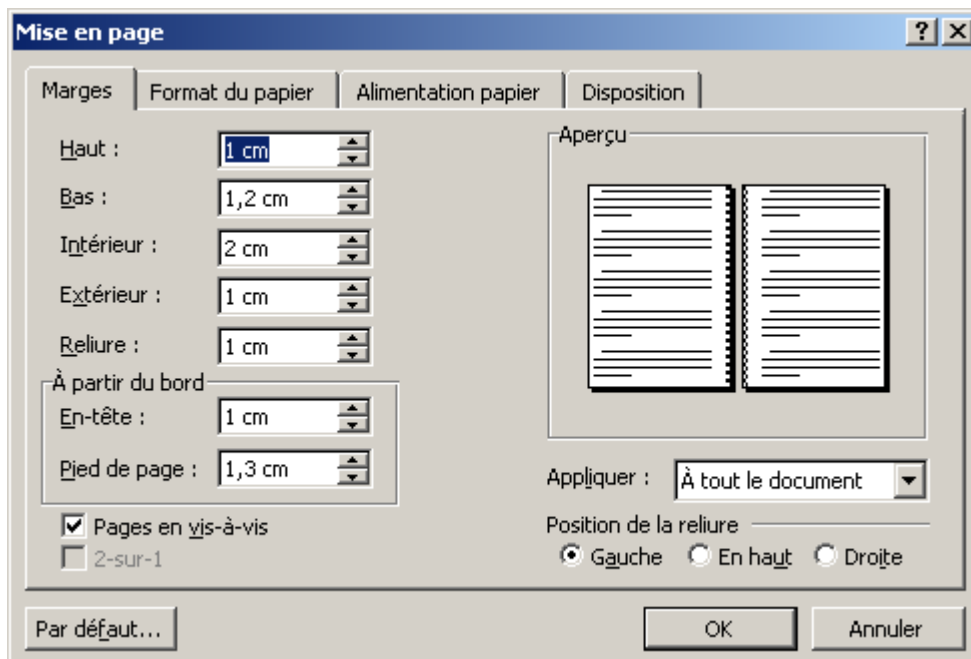 Mise en page
Marges Format du papier Alimentation papier Disposition
Haut : 1 cm
Bas : 1,2 cm
Intérieur : 2 cm
Extérieur : 1 cm
Reliure : 1 cm
À partir du bord
En-tête : 1 cm
Pied de page : 1,3 cm
Pages en vis-à-vis
2-sur-1
Aperçu
Appliquer : À tout le document
Position de la reliure
Gauche En haut Droite
Par défaut... OK Annuler